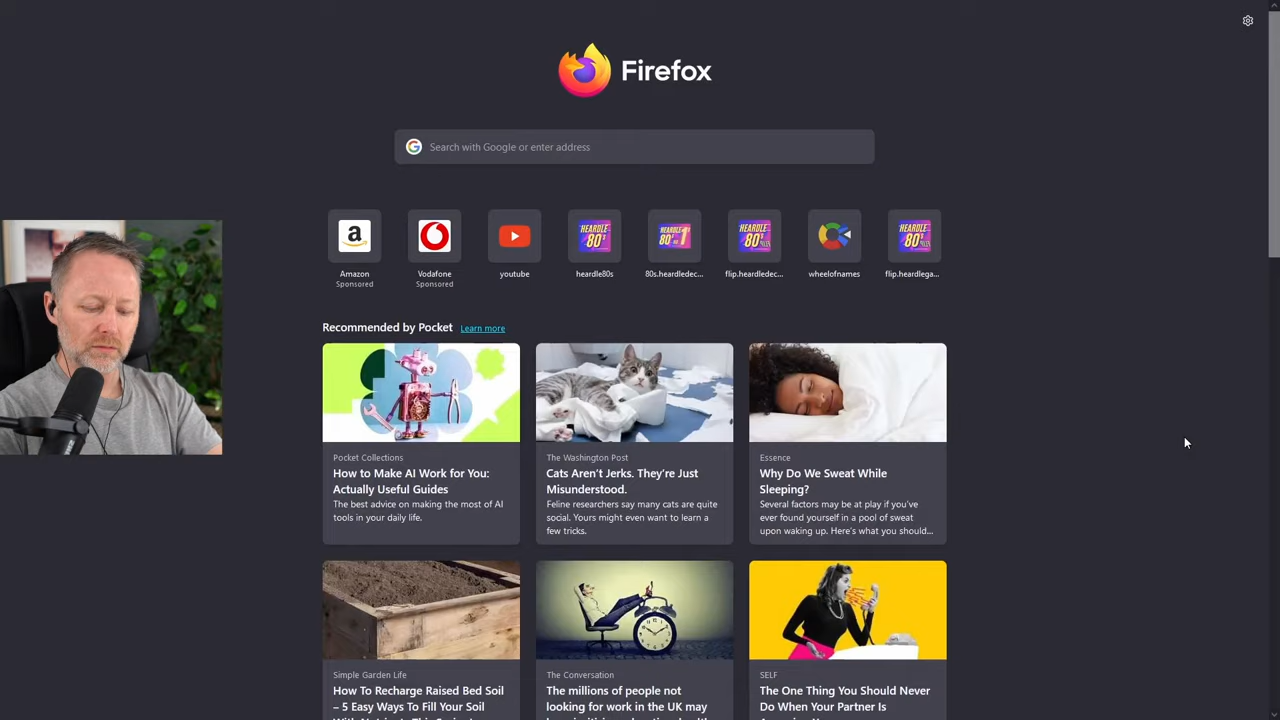 Firefox
Search with Google or enter address
Amazon
Sponsored
Vodafone
Sponsored
youtube
heardle80s
80s.heardledec...
flip.heardledec...
wheelofnames
flip.heardlega...
Recommended by Pocket Learn more
Pocket Collections
How to Make AI Work for You:
Actually Useful Guides
The best advice on making the most of AI
tools in your daily life.
The Washington Post
Cats Aren't Jerks. They're Just
Misunderstood.
Feline researchers say many cats are quite
social. Yours might even want to learn a
few tricks.
Essence
Why Do We Sweat While
Sleeping?
Several factors may be at play if you've
ever found yourself in a pool of sweat
upon waking up. Here's what you should...
Simple Garden Life
How To Recharge Raised Bed Soil
– 5 Easy Ways To Fill Your Soil
The Conversation
The millions of people not
looking for work in the UK may
SELF
The One Thing You Should Never
Do When Your Partner Is